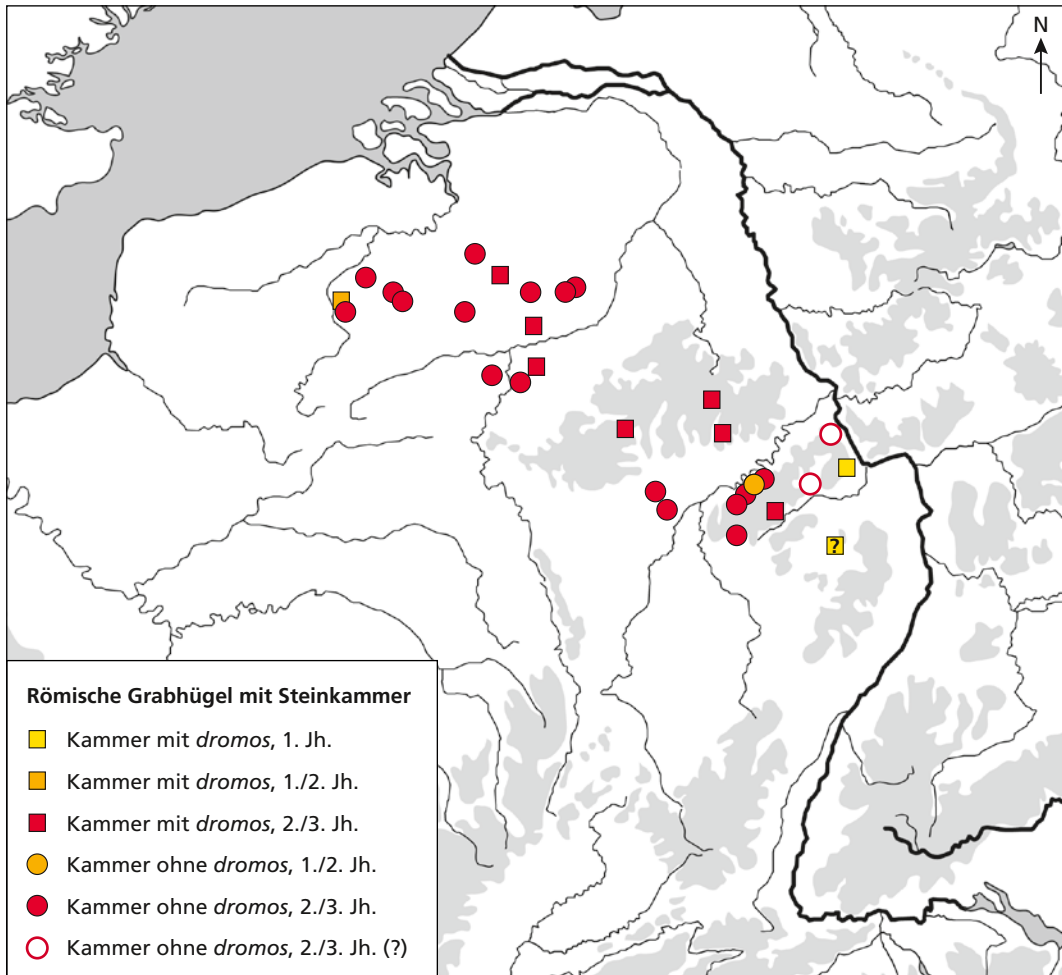 N
?
Römische Grabhügel mit Steinkammer
Kammer mit dromos, 1. Jh.
Kammer mit dromos, 1./2. Jh.
Kammer mit dromos, 2./3. Jh.
Kammer ohne dromos, 1./2. Jh.
Kammer ohne dromos, 2./3. Jh.
Kammer ohne dromos, 2./3. Jh. (?)